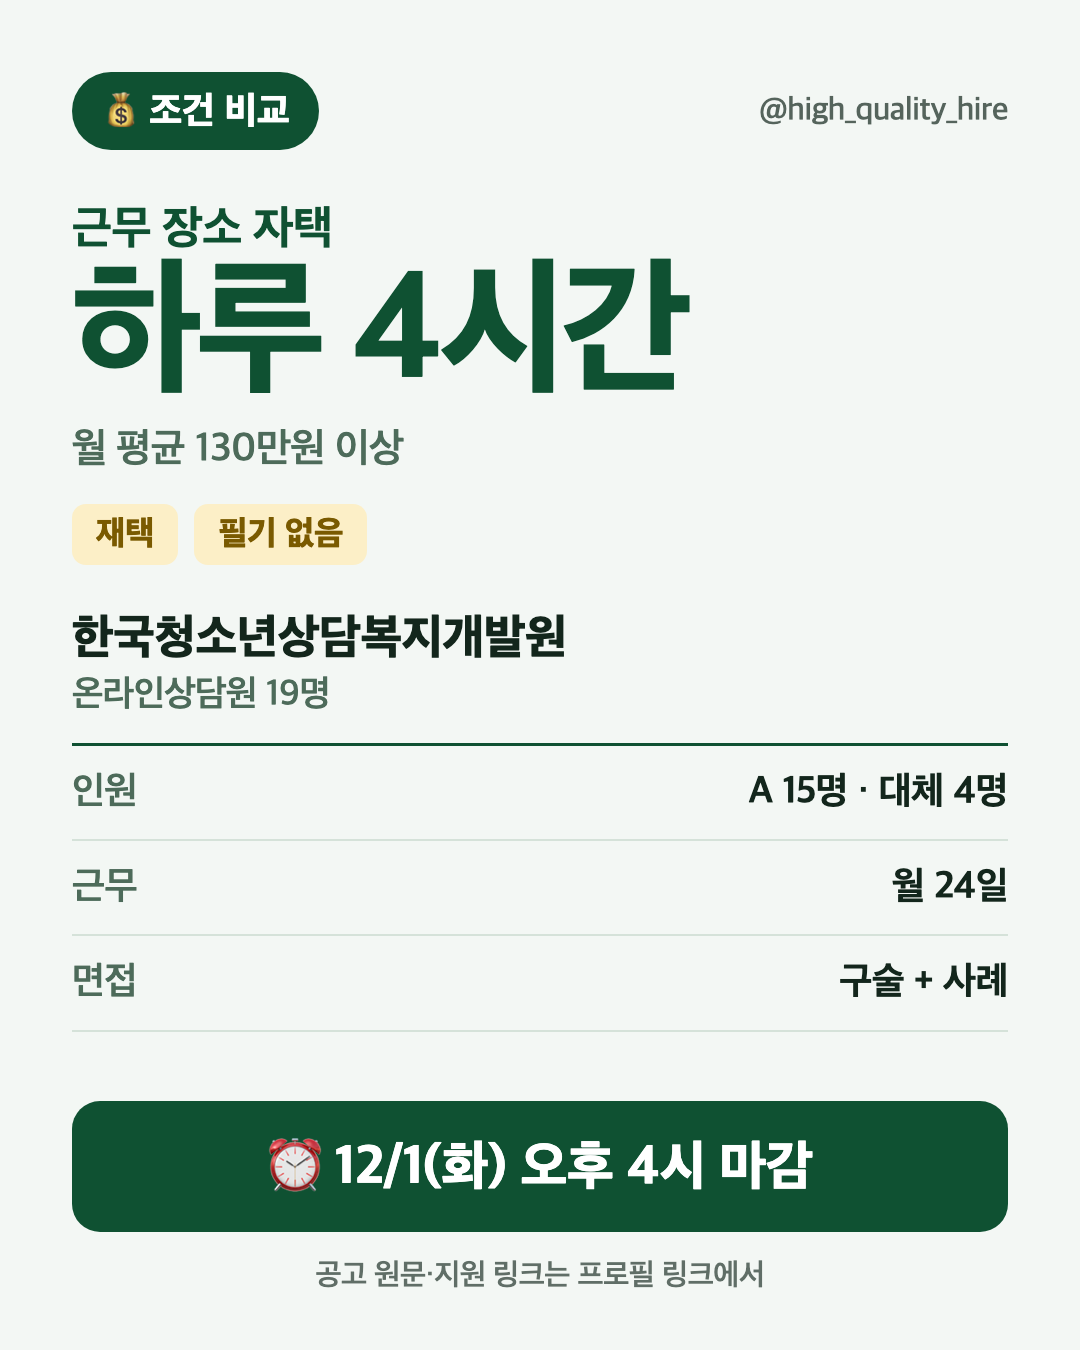 💰 조건 비교
@high_quality_hire
근무 장소 자택
하루 4시간
월 평균 130만원 이상
재택
필기 없음
한국청소년상담복지개발원
온라인상담원 19명
인원
A 15명 · 대체 4명
근무
월 24일
면접
구술 + 사례
⏰ 12/1(화) 오후 4시 마감
공고 원문·지원 링크는 프로필 링크에서